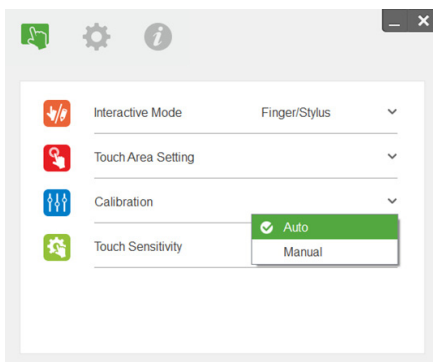 Interactive Mode Finger/Stylus
Touch Area Setting
Calibration
Auto
Touch Sensitivity
Manual